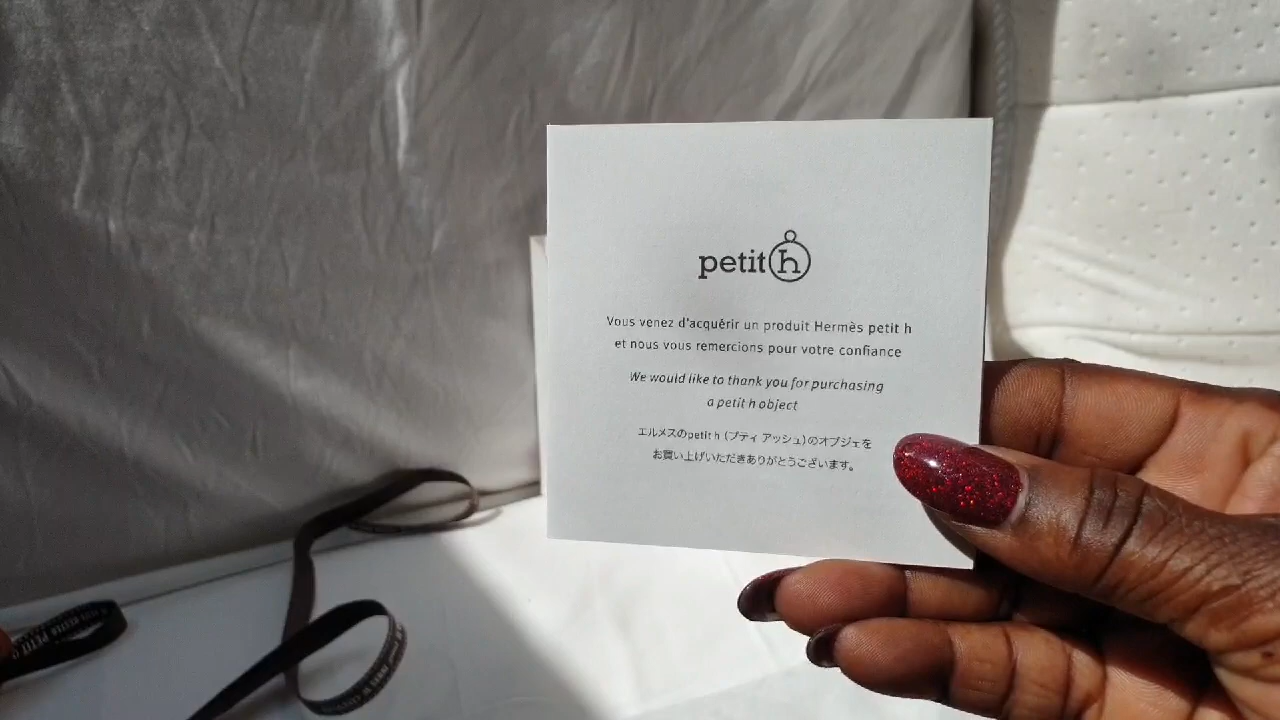 petit h
Vous venez d'acquérir un produit Hermès petit h
et nous vous remercions pour votre confiance
We would like to thank you for purchasing
a petit h object
エルメスのpetit h (プティ アッシュ)のオブジェを
お買い上げいただきありがとうございます。
PETIT